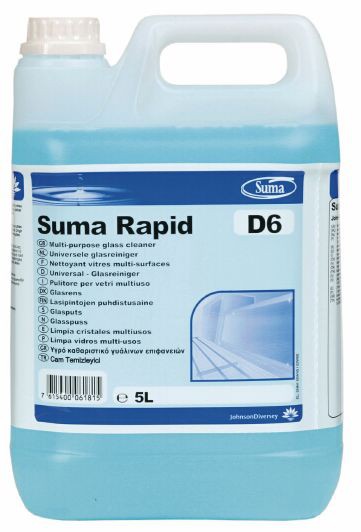 Suma
Suma Rapid
D6
GB Multi-purpose glass cleaner
NL Universele glasreiniger
F Nettoyant vitres multi-surfaces
D Universal - Glasreiniger
I Pulitore per vetri multiuso
DK Glasrens
FIN Lasipintojen puhdistusaine
S Glasputs
N Glasspuss
E Limpia cristales multiusos
P Limpa vidros multi-usos
GR Υγρό καθαριστικό γυάλινων επιφανειών
TR Cam Temizleyici
7 615400 061815
e 5L
JohnsonDiversey